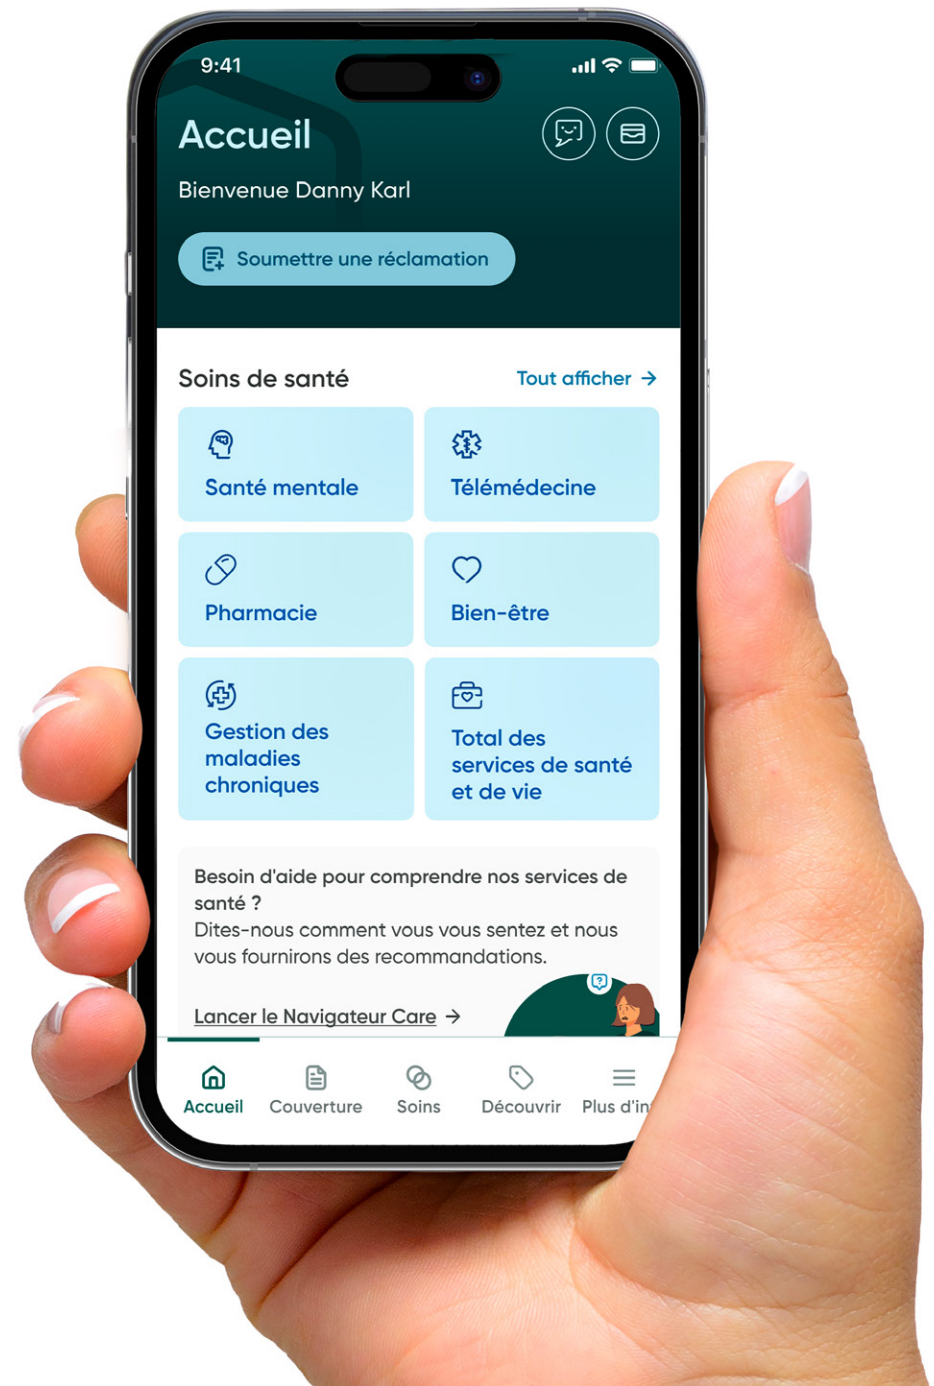 9:41
Accueil
Bienvenue Danny Karl
Soumettre une réclamation
Soins de santé
Tout afficher →
Santé mentale
Télémédecine
Pharmacie
Bien-être
Gestion des
maladies
chroniques
Total des
services de santé
et de vie
Besoin d'aide pour comprendre nos services de
santé ?
Dites-nous comment vous vous sentez et nous
vous fournirons des recommandations.
Lancer le Navigateur Care →
Accueil
Couverture
Soins
Découvrir
Plus